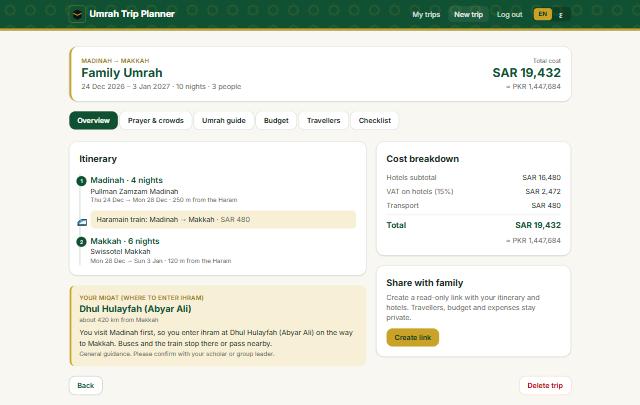 Umrah Trip Planner
My trips
New trip
Log out
EN
ع
MADINAH → MAKKAH
Family Umrah
24 Dec 2026 – 3 Jan 2027 · 10 nights · 3 people
Total cost
SAR 19,432
≈ PKR 1,447,684
Overview
Prayer & crowds
Umrah guide
Budget
Travellers
Checklist
Itinerary
1
Madinah · 4 nights
Pullman Zamzam Madinah
Thu 24 Dec → Mon 28 Dec · 250 m from the Haram
Haramain train: Madinah → Makkah · SAR 480
2
Makkah · 6 nights
Swissotel Makkah
Mon 28 Dec → Sun 3 Jan · 120 m from the Haram
YOUR MIQAT (WHERE TO ENTER IHRAM)
Dhul Hulayfah (Abyar Ali)
about 420 km from Makkah
You visit Madinah first, so you enter ihram at Dhul Hulayfah (Abyar Ali) on the way
to Makkah. Buses and the train stop there or pass nearby.
General guidance. Please confirm with your scholar or group leader.
Cost breakdown
Hotels subtotal SAR 16,480
VAT on hotels (15%) SAR 2,472
Transport SAR 480
Total SAR 19,432
≈ PKR 1,447,684
Share with family
Create a read-only link with your itinerary and
hotels. Travellers, budget and expenses stay
private.
Create link
Back
Delete trip